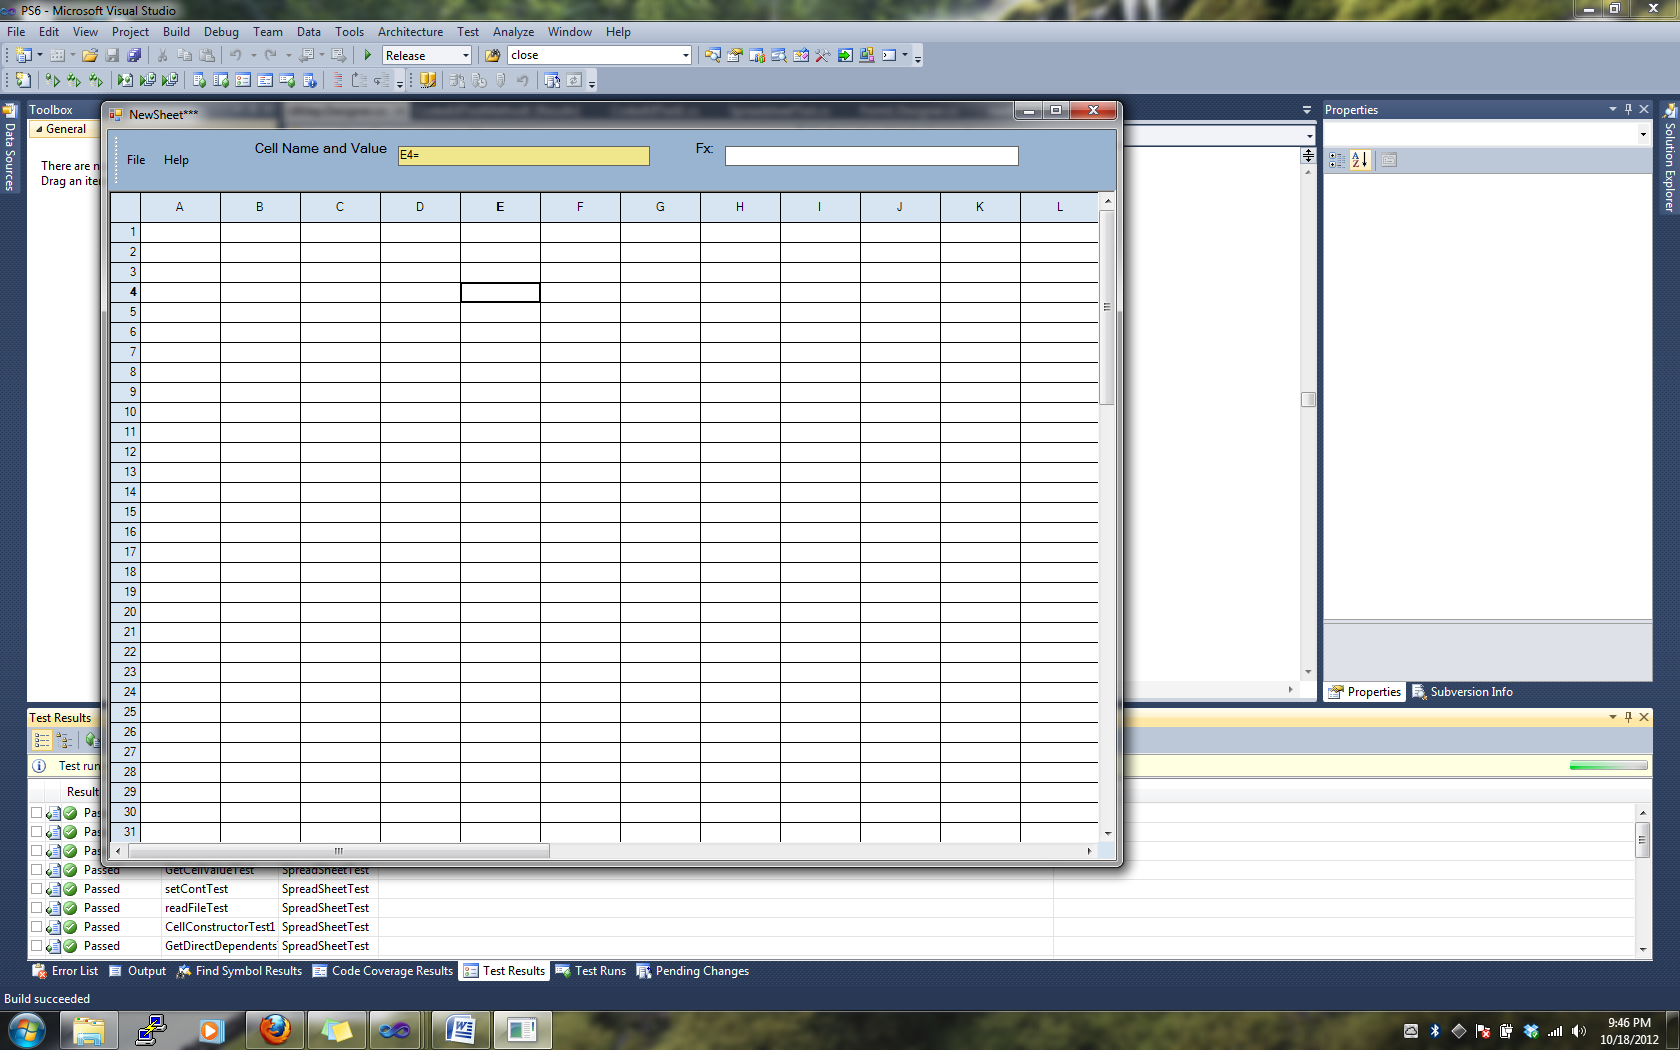 PS6 - Microsoft Visual Studio
File Edit View Project Build Debug Team Data Tools Architecture Test Analyze Window Help
Release close
Toolbox
General
There are n
Drag an iter
Data Sources
NewSheet***
File Help Cell Name and Value E4= Fx:
A B C D E F G H I J K L
1
2
3
4
5
6
7
8
9
10
11
12
13
14
15
16
17
18
19
20
21
22
23
24
25
26
27
28
29
30
31
Properties
Solution Explorer
Properties Subversion Info
Test Results
Test run
Result
Pas
Pas
Pas
Passed GetCellValueTest SpreadSheetTest
Passed setContTest SpreadSheetTest
Passed readFileTest SpreadSheetTest
Passed CellConstructorTest1 SpreadSheetTest
Passed GetDirectDependents SpreadSheetTest
Error List Output Find Symbol Results Code Coverage Results Test Results Test Runs Pending Changes
Build succeeded
9:46 PM
10/18/2012